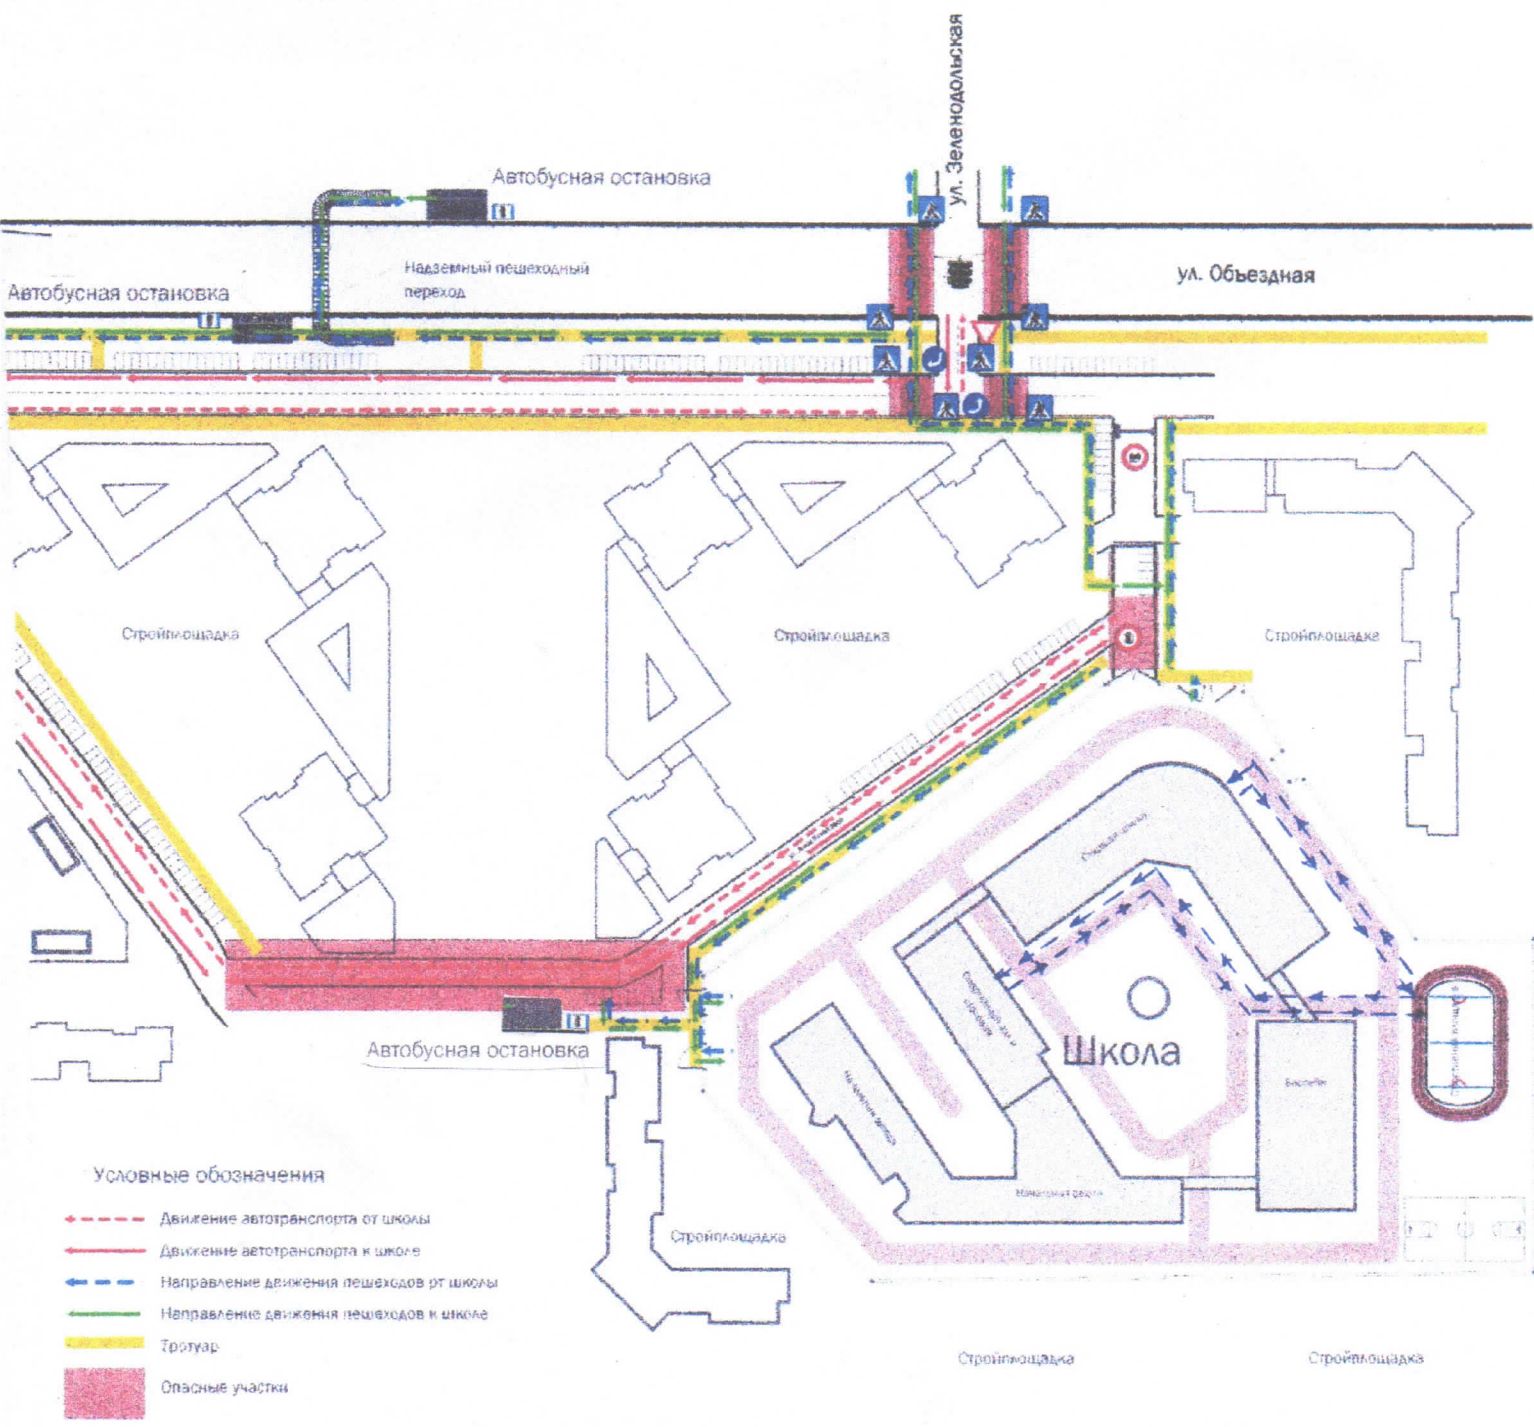 ул. Зеленодольская
Автобусная остановка
Надземный пешеходный
переход
ул. Объездная
Автобусная остановка
Стройплощадка
Стройплощадка
Стройплощадка
Автобусная остановка
Школа
Бассейн
Стройплощадка
Стройплощадка
Стройплощадка
Условные обозначения
Движение автотранспорта от школы
Движение автотранспорта к школе
Направление движения пешеходов от школы
Направление движения пешеходов к школе
Тротуар
Опасные участки